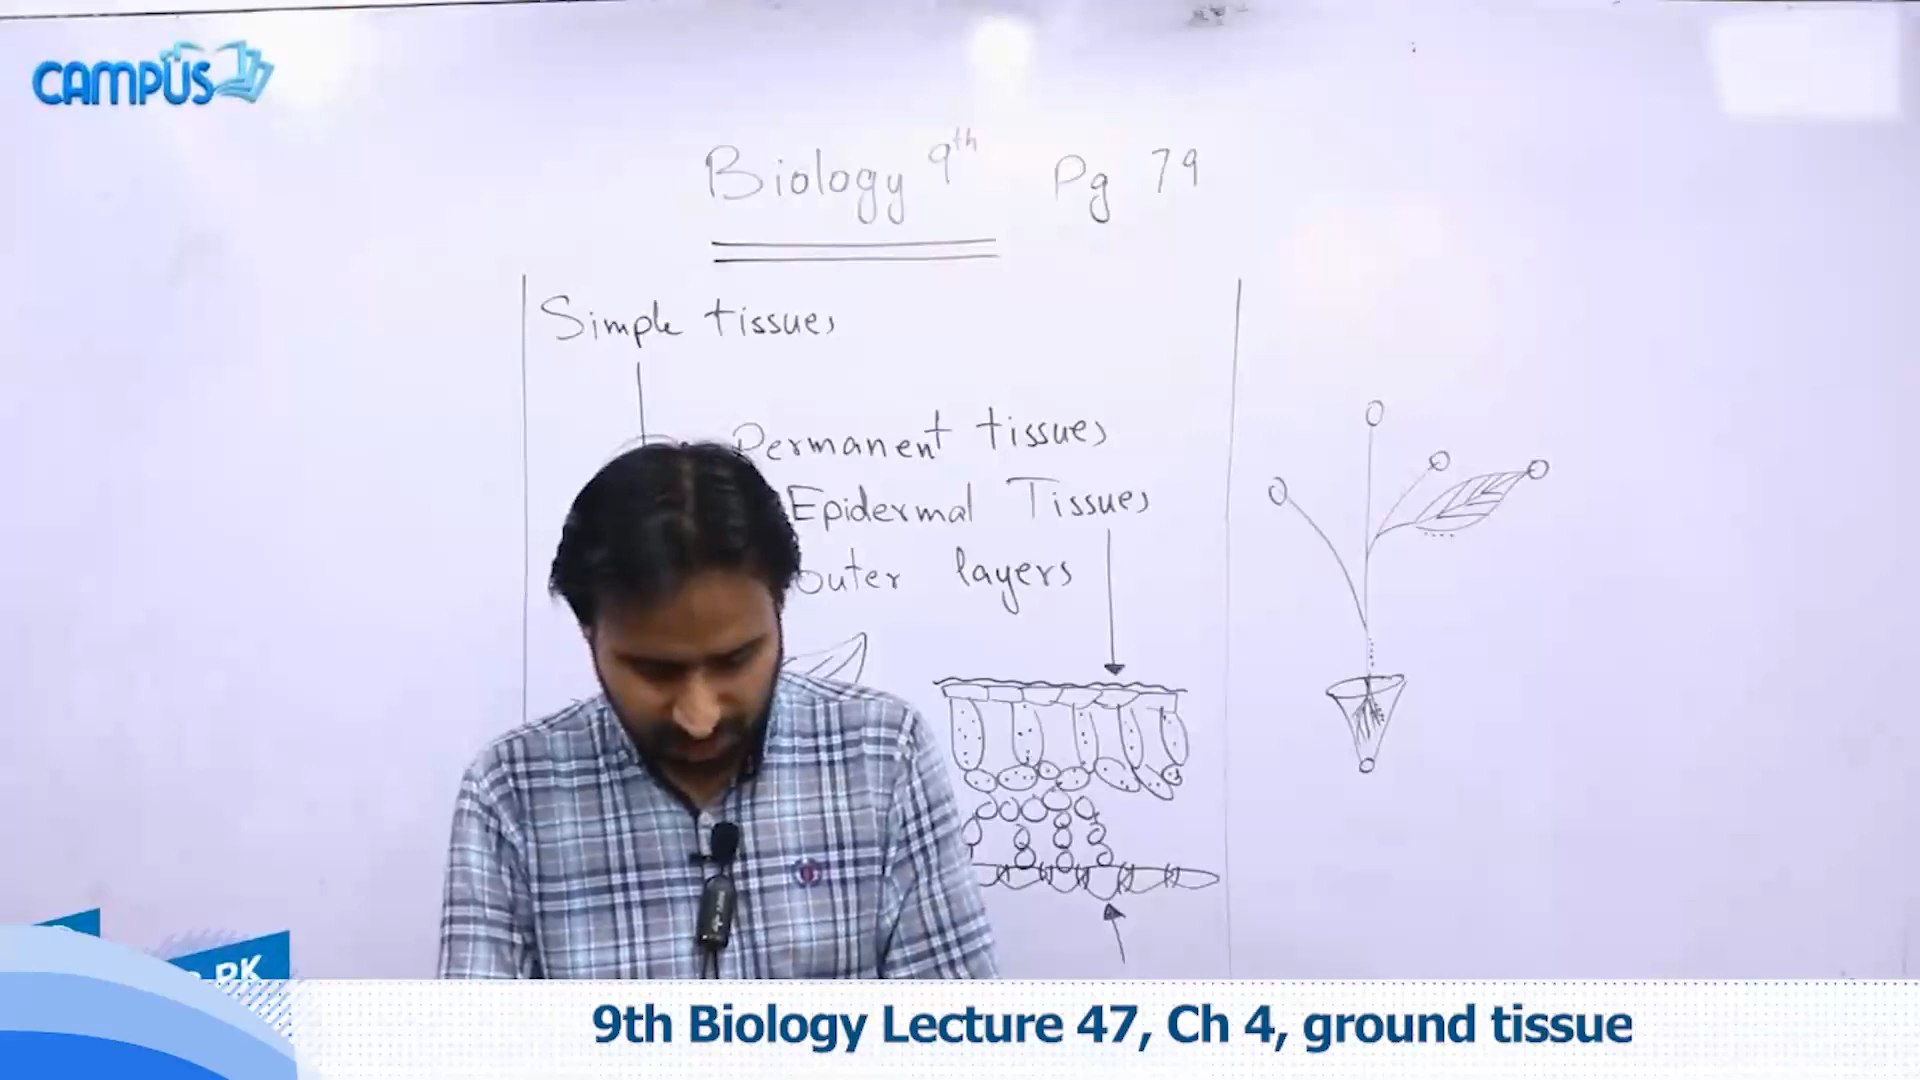 CAMPUS
Biology 9th Pg 79
Simple tissues
Permanent tissues
Epidermal Tissues
outer layers
.PK
9th Biology Lecture 47, Ch 4, ground tissue